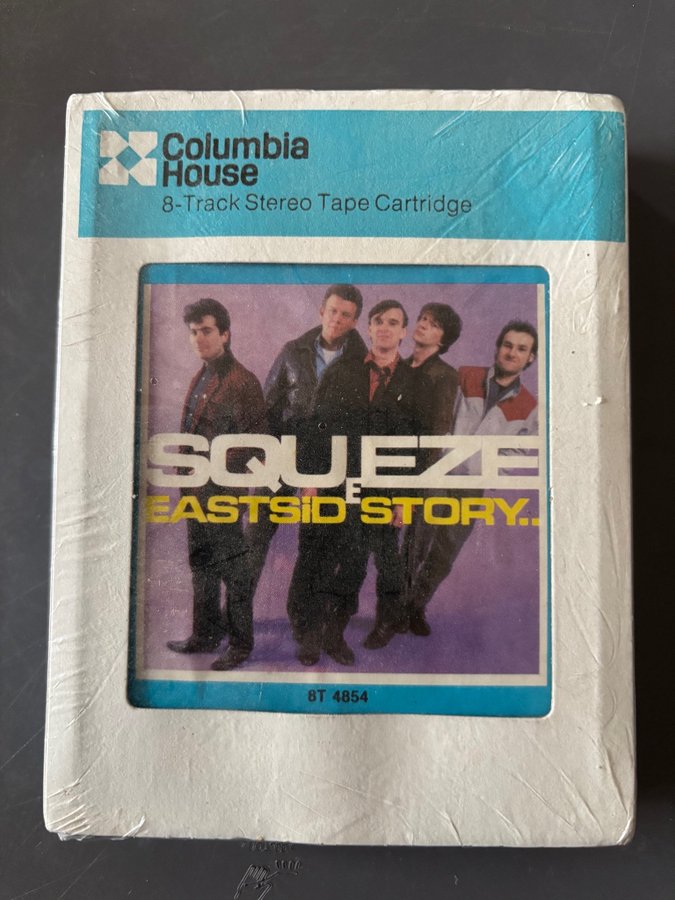 Columbia
House
8-Track Stereo Tape Cartridge
SQUEEZE
EASTSiDE STORY..
8T 4854